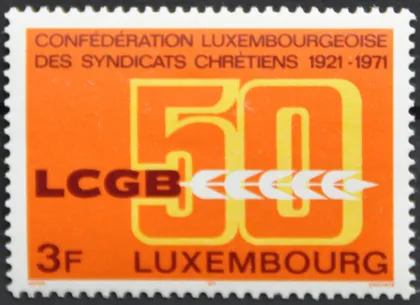 CONFÉDÉRATION LUXEMBOURGEOISE
DES SYNDICATS CHRÉTIENS 1921-1971
50
LCGB
3F LUXEMBOURG